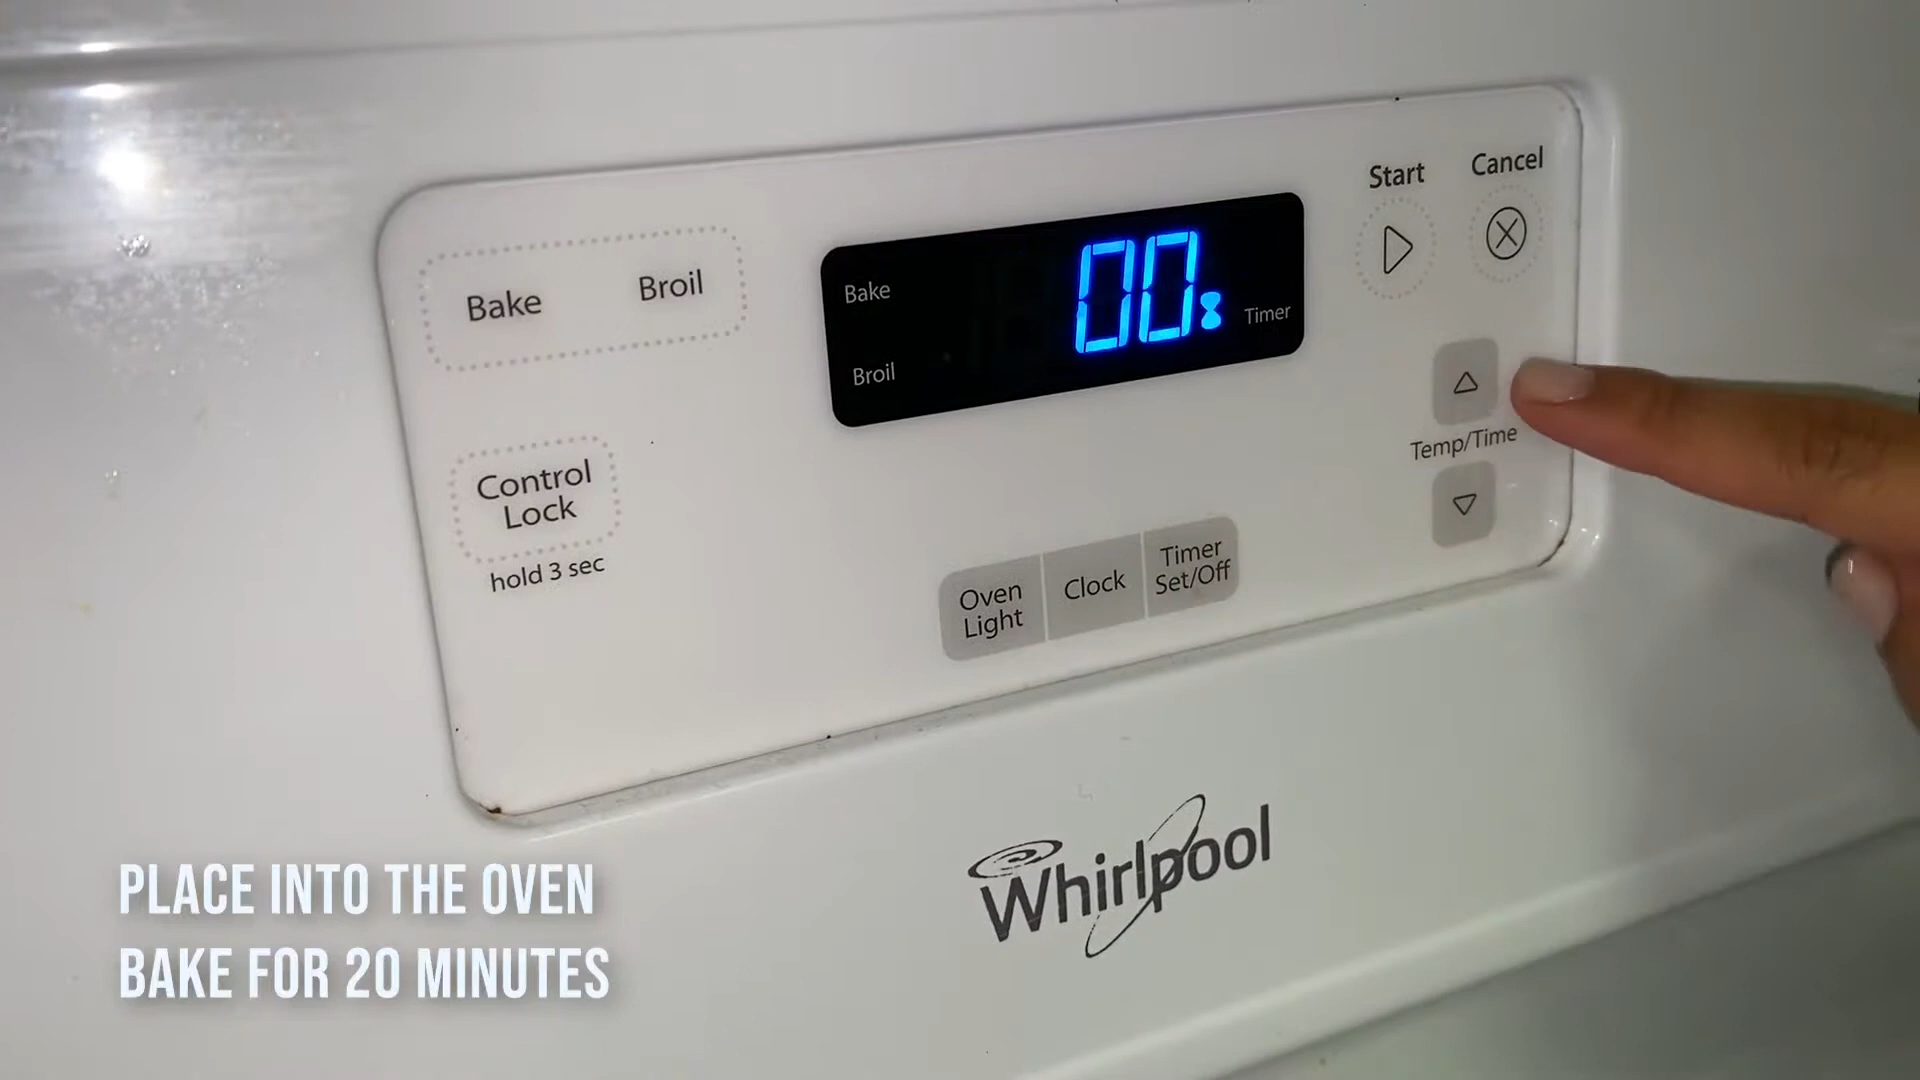 Start
Cancel
Bake
Broil
Bake
Broil
00
Timer
Temp/Time
Control
Lock
hold 3 sec
Oven
Light
Clock
Timer
Set/Off
Whirlpool
PLACE INTO THE OVEN
BAKE FOR 20 MINUTES